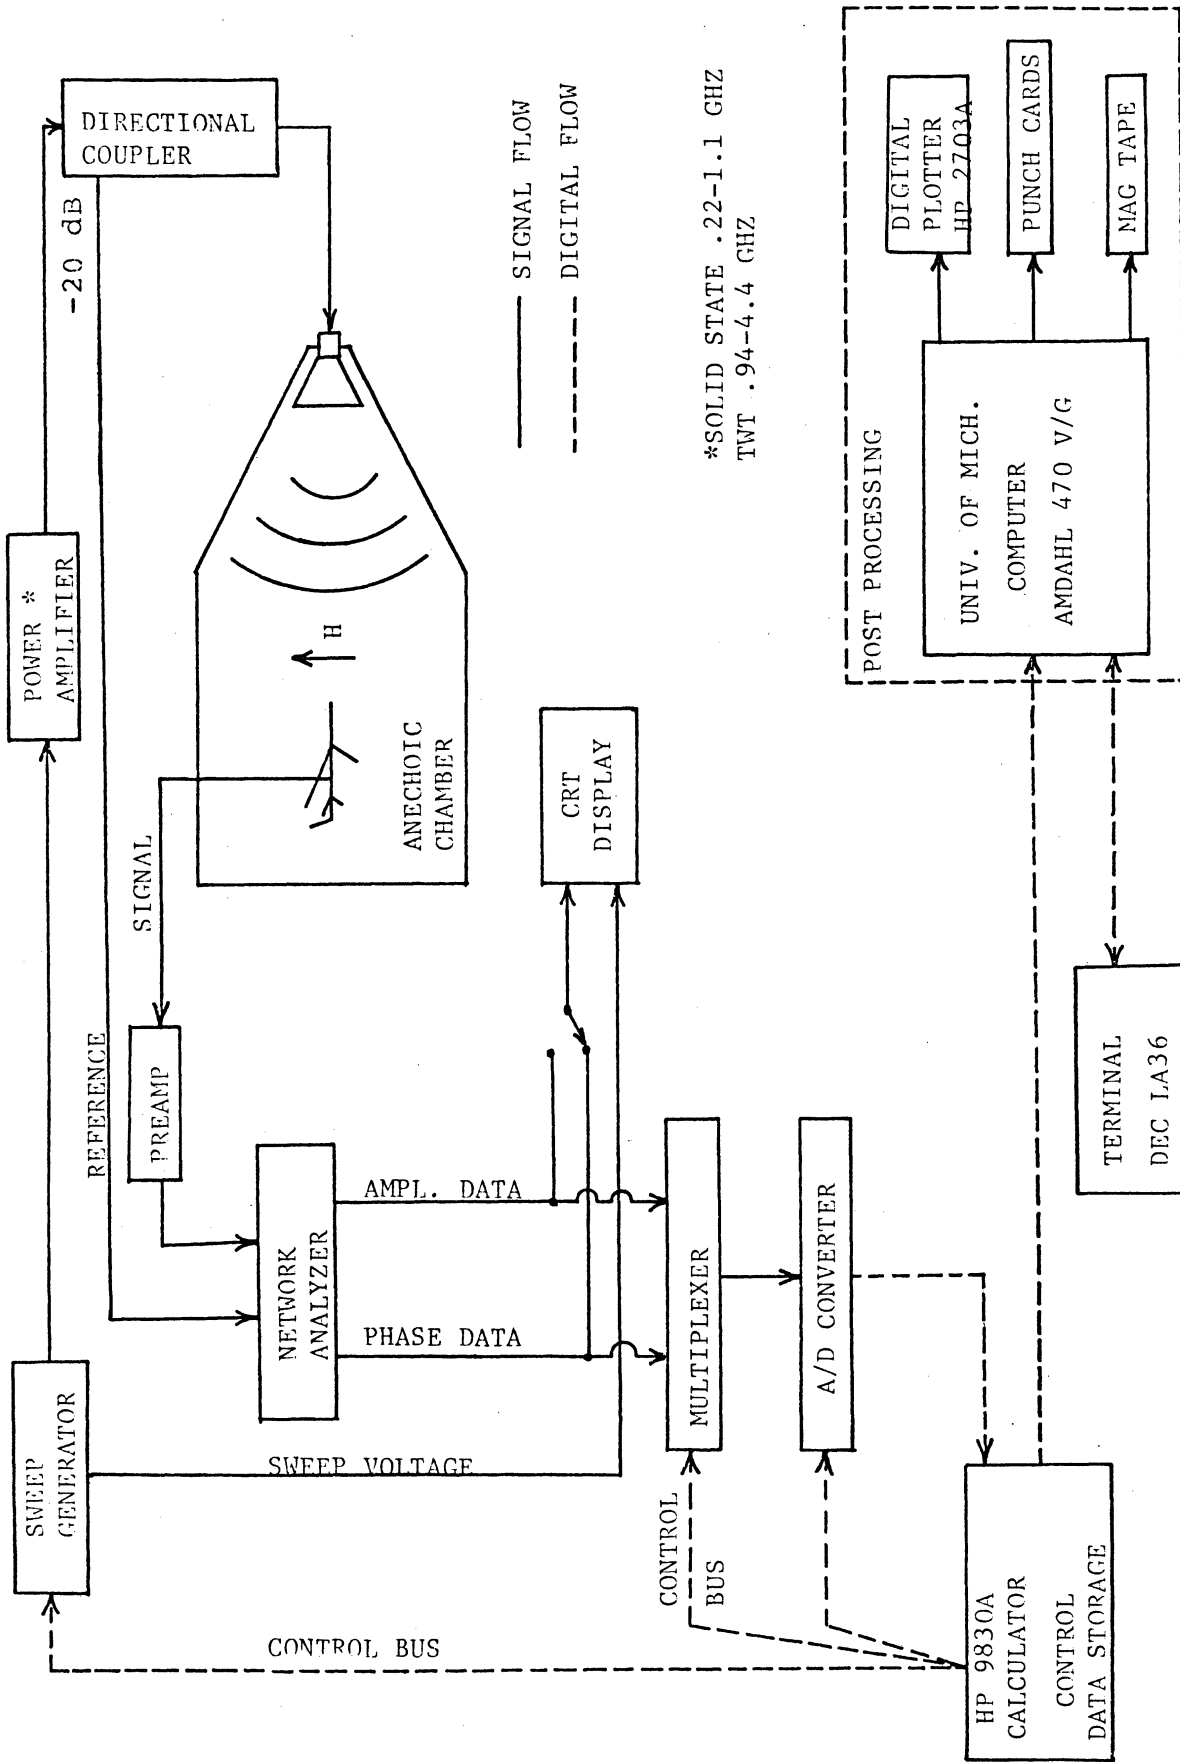 SWEEP
GENERATOR
POWER *
AMPLIFIER
-20 dB
DIRECTIONAL
COUPLER
REFERENCE
SIGNAL
PREAMP
NETWORK
ANALYZER
H
ANECHOIC
CHAMBER
SWEEP VOLTAGE
PHASE DATA
AMPL. DATA
CRT
DISPLAY
SIGNAL FLOW
DIGITAL FLOW
CONTROL BUS
CONTROL
BUS
MULTIPLEXER
*SOLID STATE .22-1.1 GHZ
TWT .94-4.4 GHZ
A/D CONVERTER
HP 9830A
CALCULATOR
CONTROL
DATA STORAGE
TERMINAL
DEC LA36
POST PROCESSING
UNIV. OF MICH.
COMPUTER
AMDAHL 470 V/G
DIGITAL
PLOTTER
HP 2703A
PUNCH CARDS
MAG TAPE